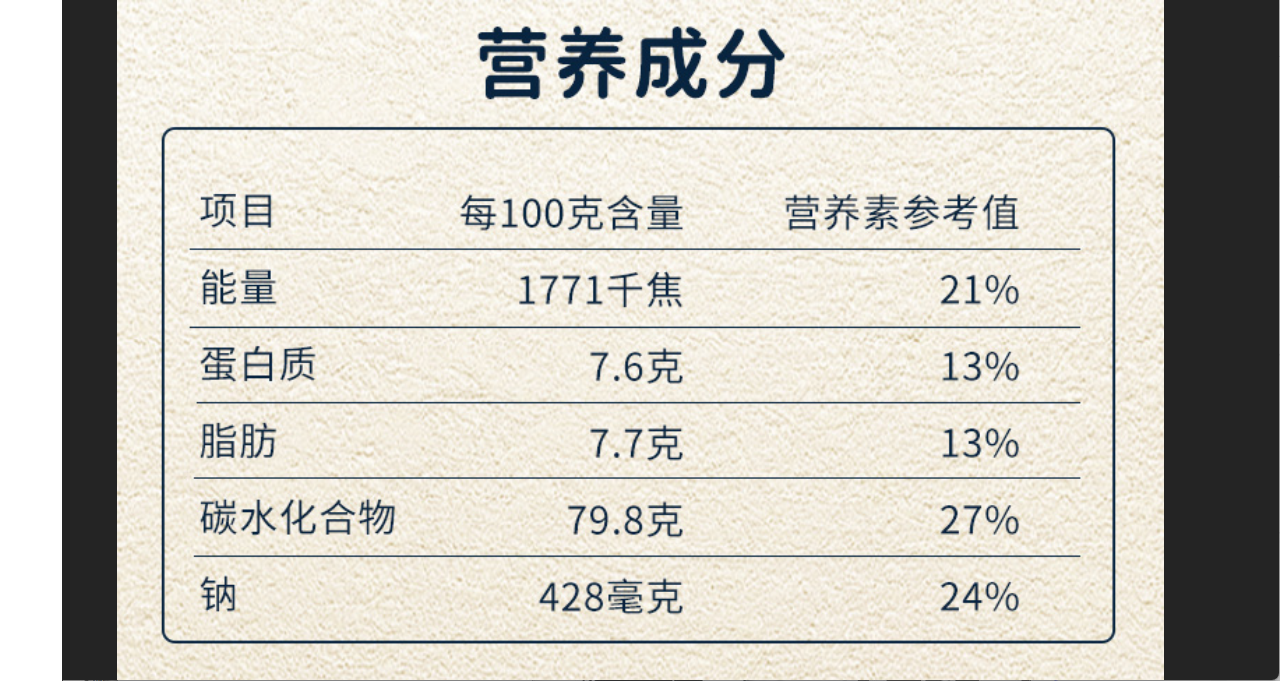 营养成分
项目 每100克含量 营养素参考值
能量 1771千焦 21%
蛋白质 7.6克 13%
脂肪 7.7克 13%
碳水化合物 79.8克 27%
钠 428毫克 24%